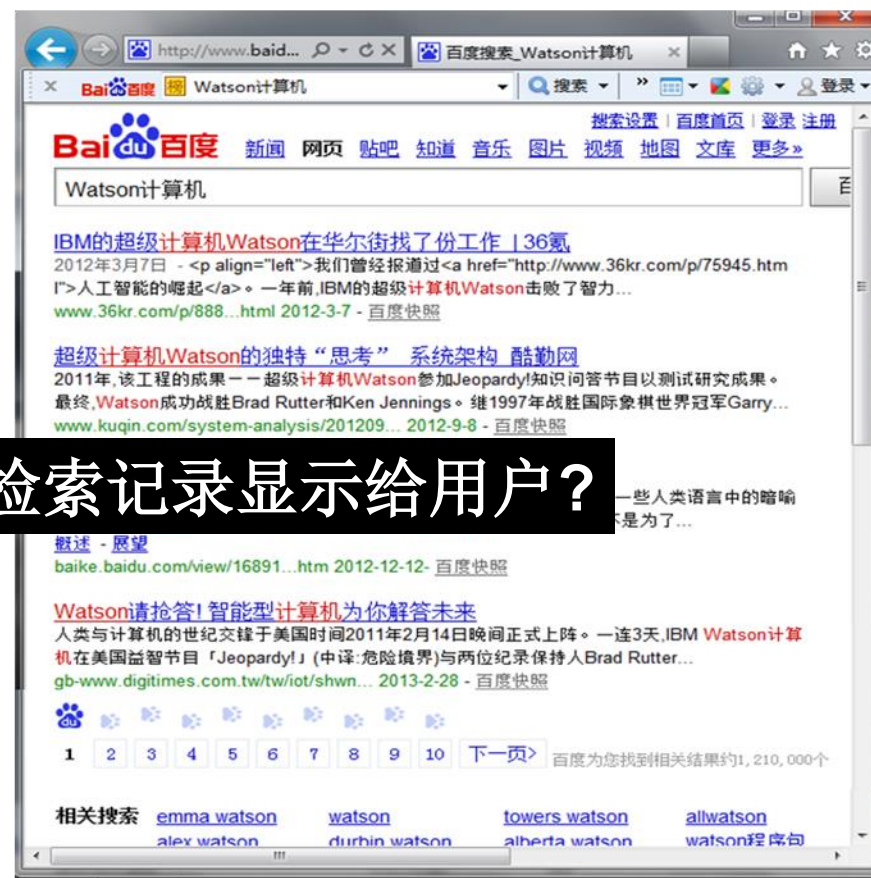 http://www.baid...
百度搜索_Watson计算机
Bai百度 Watson计算机
搜索
登录
搜索设置 | 百度首页 | 登录 注册
Bai du 百度
新闻 网页 贴吧 知道 音乐 图片 视频 地图 文库 更多»
Watson计算机
IBM的超级计算机Watson在华尔街找了份工作 | 36氪
2012年3月7日 - <p align="left">我们曾经报道过<a href="http://www.36kr.com/p/75945.htm
l">人工智能的崛起</a>。一年前,IBM的超级计算机Watson击败了智力...
www.36kr.com/p/888...html 2012-3-7 - 百度快照
超级计算机Watson的独特“思考” 系统架构 酷勤网
2011年,该工程的成果——超级计算机Watson参加Jeopardy!知识问答节目以测试研究成果。
最终,Watson成功战胜Brad Rutter和Ken Jennings。继1997年战胜国际象棋世界冠军Garry...
www.kuqin.com/system-analysis/201209... 2012-9-8 - 百度快照
索记录显示给用户?
一些人类语言中的暗喻
不是为了...
概述 - 展望
baike.baidu.com/view/16891...htm 2012-12-12- 百度快照
Watson请抢答! 智能型计算机为你解答未来
人类与计算机的世纪交锋于美国时间2011年2月14日晚间正式上阵。一连3天,IBM Watson计算
机在美国益智节目「Jeopardy!」(中译:危险境界)与两位纪录保持人Brad Rutter...
gb-www.digitimes.com.tw/tw/iot/shwn... 2013-2-28 - 百度快照
1 2 3 4 5 6 7 8 9 10 下一页>
百度为您找到相关结果约1,210,000个
相关搜索 emma watson watson towers watson allwatson
alex watson durbin watson alberta watson watson程序包